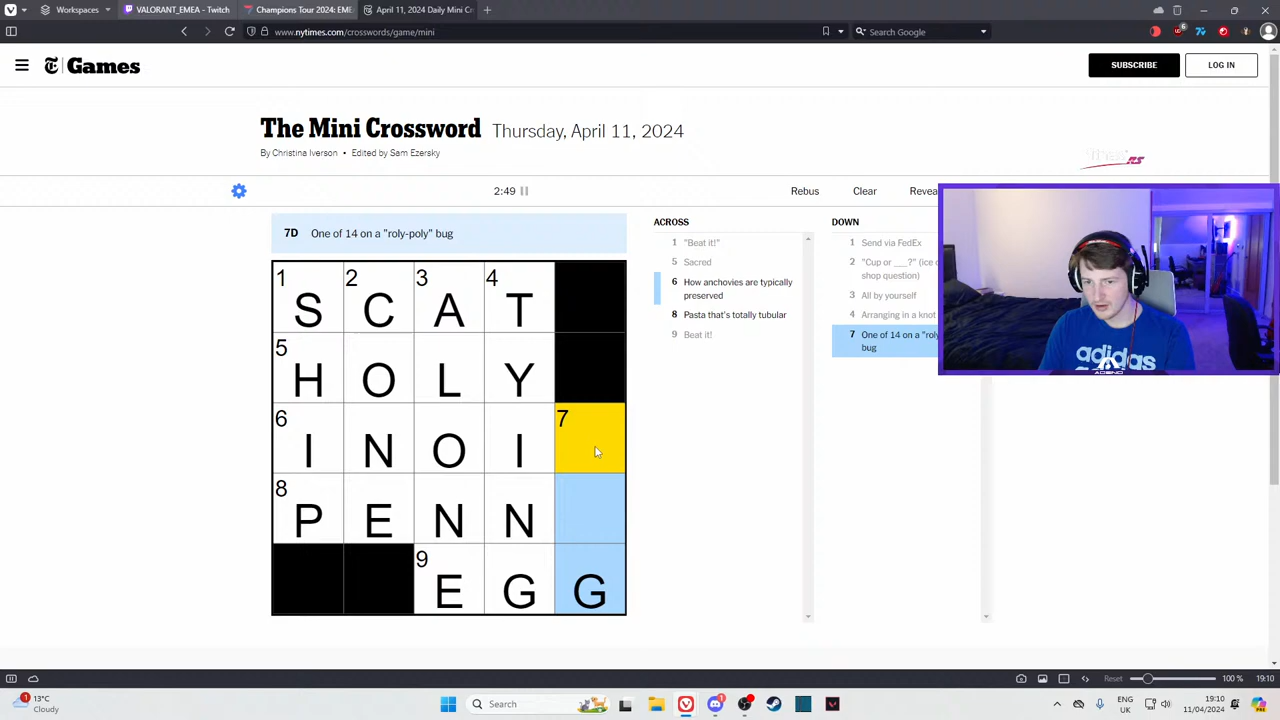 Workspaces
VALORANT_EMEA - Twitch
Champions Tour 2024: EME
April 11, 2024 Daily Mini Cr
www.nytimes.com/crosswords/game/mini
Search Google
6
Games
SUBSCRIBE
LOG IN
The Mini Crossword Thursday, April 11, 2024
By Christina Iverson • Edited by Sam Ezersky
2:49
Rebus
Clear
Revea
7D One of 14 on a "roly-poly" bug
1 2 3 4
S C A T
5
H O L Y
6 7
I N O I
8
P E N N
9
E G G
ACROSS
1 "Beat it!"
5 Sacred
6 How anchovies are typically
preserved
8 Pasta that's totally tubular
9 Beat it!
DOWN
1 Send via FedEx
2 "Cup or ___?" (ice c
shop question)
3 All by yourself
4 Arranging in a knot
7 One of 14 on a "roly
bug
adidas
Reset
100 %
19:10
1
13°C
Cloudy
Search
ENG
UK
19:10
11/04/2024